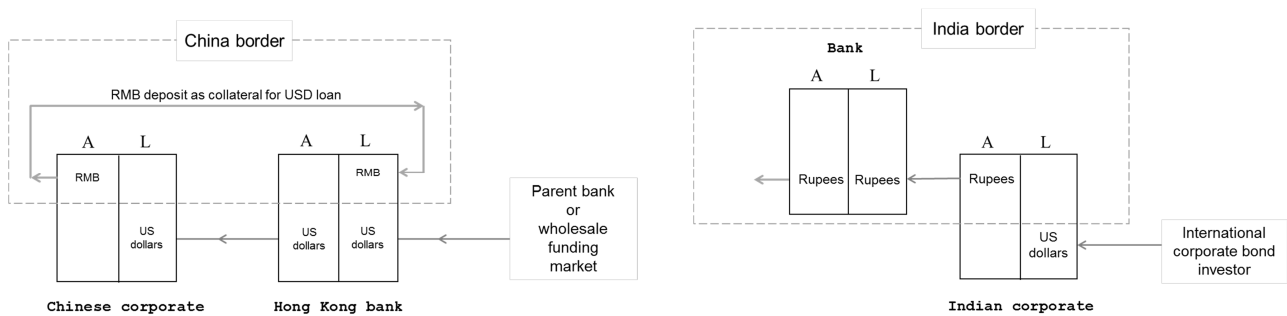 China border
RMB deposit as collateral for USD loan
A L
RMB
US
dollars
Chinese corporate
A L
RMB
US
dollars
US
dollars
Hong Kong bank
Parent bank
or
wholesale
funding
market
India border
Bank
A L
Rupees Rupees
A L
Rupees
US
dollars
Indian corporate
International
corporate bond
investor